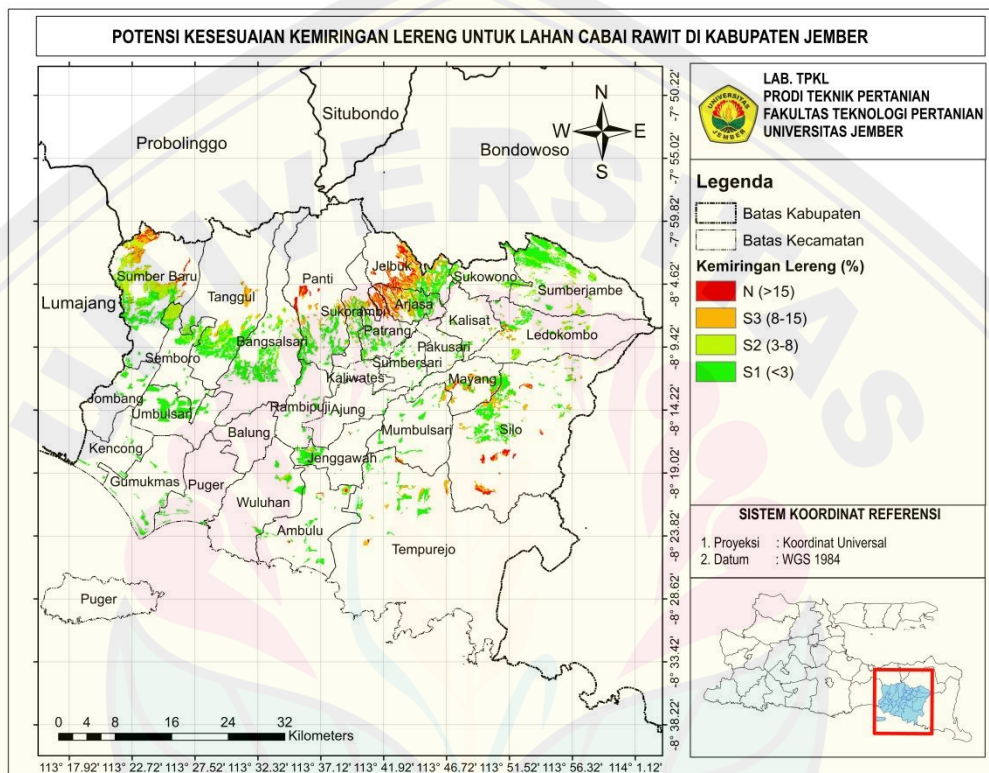 POTENSI KESESUAIAN KEMIRINGAN LERENG UNTUK LAHAN CABAI RAWIT DI KABUPATEN JEMBER
UNIVERSITAS JEMBER
LAB. TPKL
PRODI TEKNIK PERTANIAN
FAKULTAS TEKNOLOGI PERTANIAN
UNIVERSITAS JEMBER
Legenda
Batas Kabupaten
Batas Kecamatan
Kemiringan Lereng (%)
N (>15)
S3 (8-15)
S2 (3-8)
S1 (<3)
SISTEM KOORDINAT REFERENSI
1. Proyeksi : Koordinat Universal
2. Datum : WGS 1984
N
W E
S
Situbondo
Probolinggo
Bondowoso
Lumajang
Sumber Baru
Tanggul
Panti
Jelbuk
Sukowono
Sumberjambe
Sukorambi
Arjasa
Patrang
Kalisat
Ledokombo
Bangsalsari
Semboro
Pakusari
Sumbersari
Kaliwates
Mayang
Jombang
Umbulsari
Rambipuji
Ajung
Silo
Balung
Mumbulsari
Kencong
Jenggawah
Gumukmas
Puger
Wuluhan
Ambulu
Tempurejo
Puger
0 4 8 16 24 32
Kilometers
-7° 50.22'
-7° 55.02'
-7° 59.82'
-8° 4.62'
-8° 9.42'
-8° 14.22'
-8° 19.02'
-8° 23.82'
-8° 28.62'
-8° 33.42'
-8° 38.22'
113° 17.92' 113° 22.72' 113° 27.52' 113° 32.32' 113° 37.12' 113° 41.92' 113° 46.72' 113° 51.52' 113° 56.32' 114° 1.12'
UNIVERSITAS